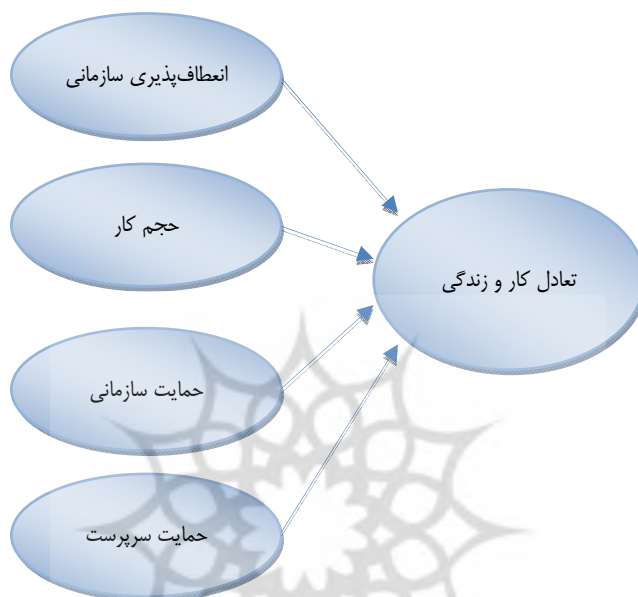 انعطاف‌پذیری سازمانی
حجم کار
تعادل کار و زندگی
حمایت سازمانی
حمایت سرپرست